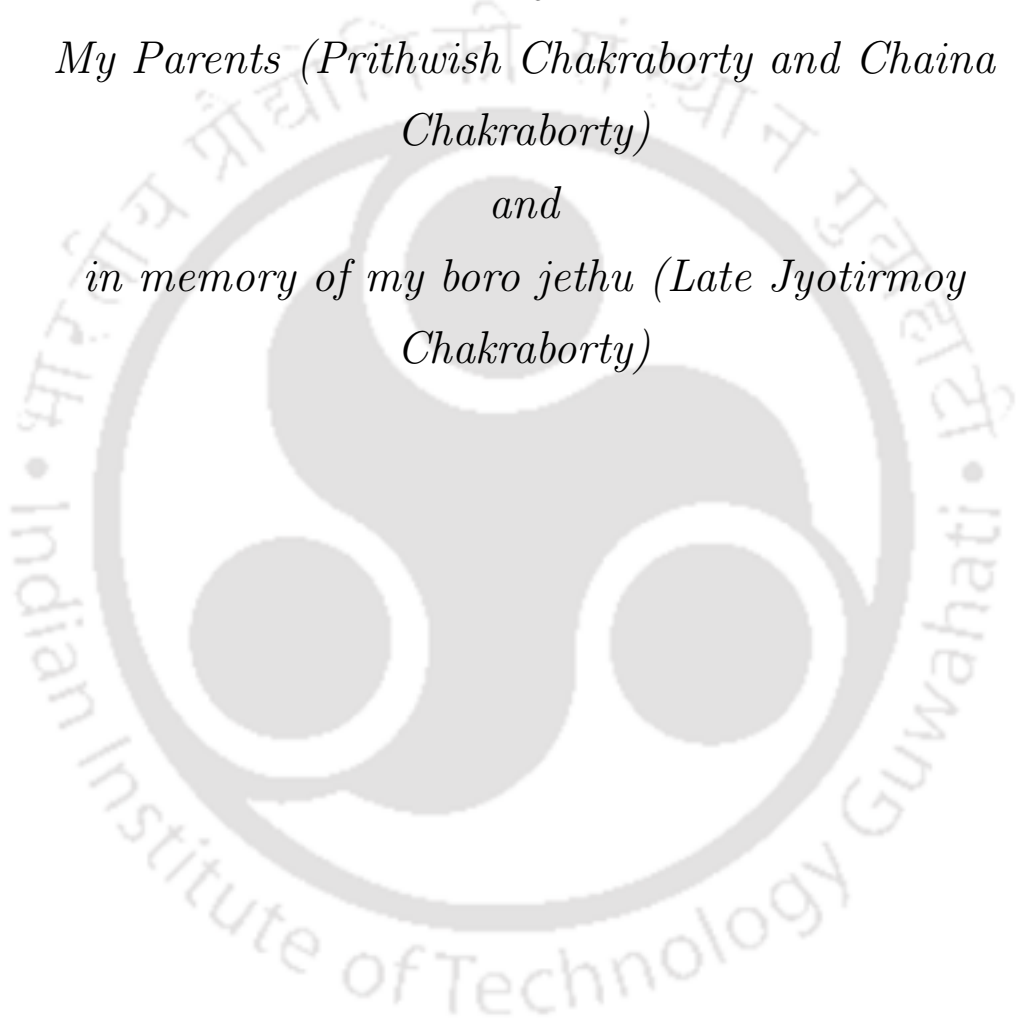 My Parents (Prithwish Chakraborty and Chaina
Chakraborty)
and
in memory of my boro jethu (Late Jyotirmoy
Chakraborty)
भारतीय प्रौद्योगिकी संस्थान गुवाहाटी
Indian Institute of Technology Guwahati